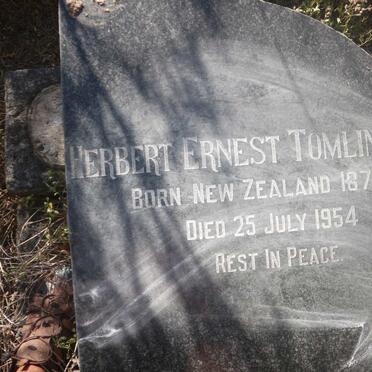 HERBERT ERNEST TOMLIN
BORN NEW ZEALAND 187
DIED 25 JULY 1954
REST IN PEACE.